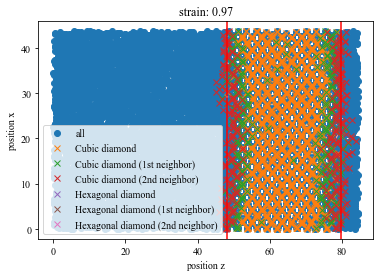 strain: 0.97
position x
40
30
20
10
0
all
Cubic diamond
Cubic diamond (1st neighbor)
Cubic diamond (2nd neighbor)
Hexagonal diamond
Hexagonal diamond (1st neighbor)
Hexagonal diamond (2nd neighbor)
0 20 40 60 80
position z